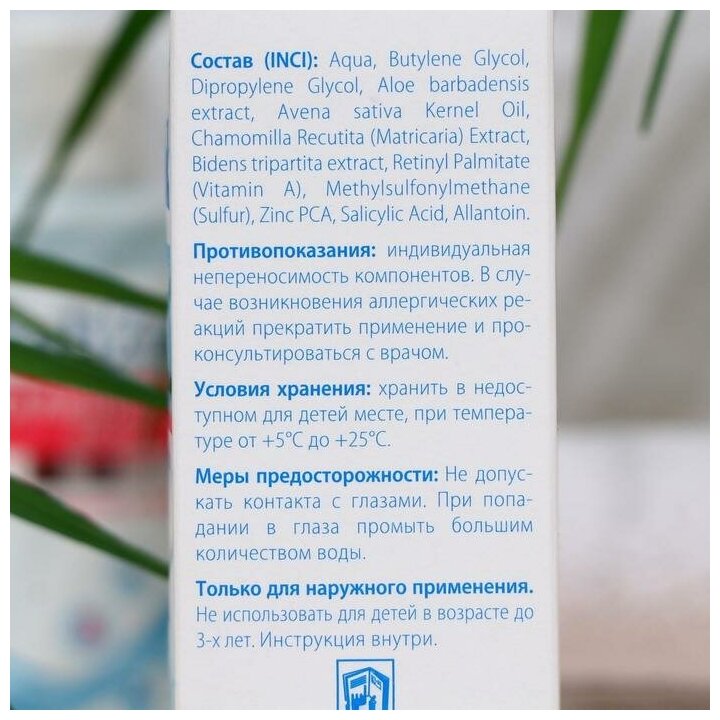 Состав (INCI): Aqua, Butylene Glycol,
Dipropylene Glycol, Aloe barbadensis
extract, Avena sativa Kernel Oil,
Chamomilla Recutita (Matricaria) Extract,
Bidens tripartita extract, Retinyl Palmitate
(Vitamin A), Methylsulfonylmethane
(Sulfur), Zinc PCA, Salicylic Acid, Allantoin.
Противопоказания: индивидуальная
непереносимость компонентов. В слу-
чае возникновения аллергических ре-
акций прекратить применение и про-
консультироваться с врачом.
Условия хранения: хранить в недос-
тупном для детей месте, при темпера-
туре от +5°C до +25°C.
Меры предосторожности: Не допус-
кать контакта с глазами. При попа-
дании в глаза промыть большим
количеством воды.
Только для наружного применения.
Не использовать для детей в возрасте до
3-х лет. Инструкция внутри.